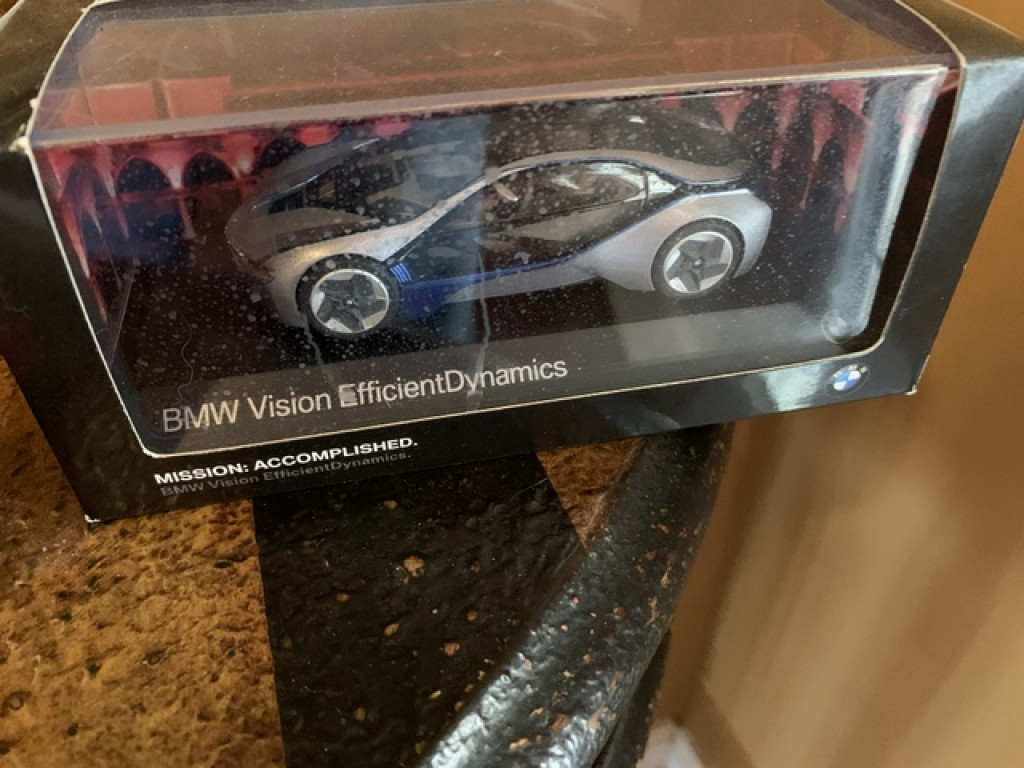 BMW Vision EfficientDynamics
MISSION: ACCOMPLISHED.
BMW Vision EfficientDynamics.